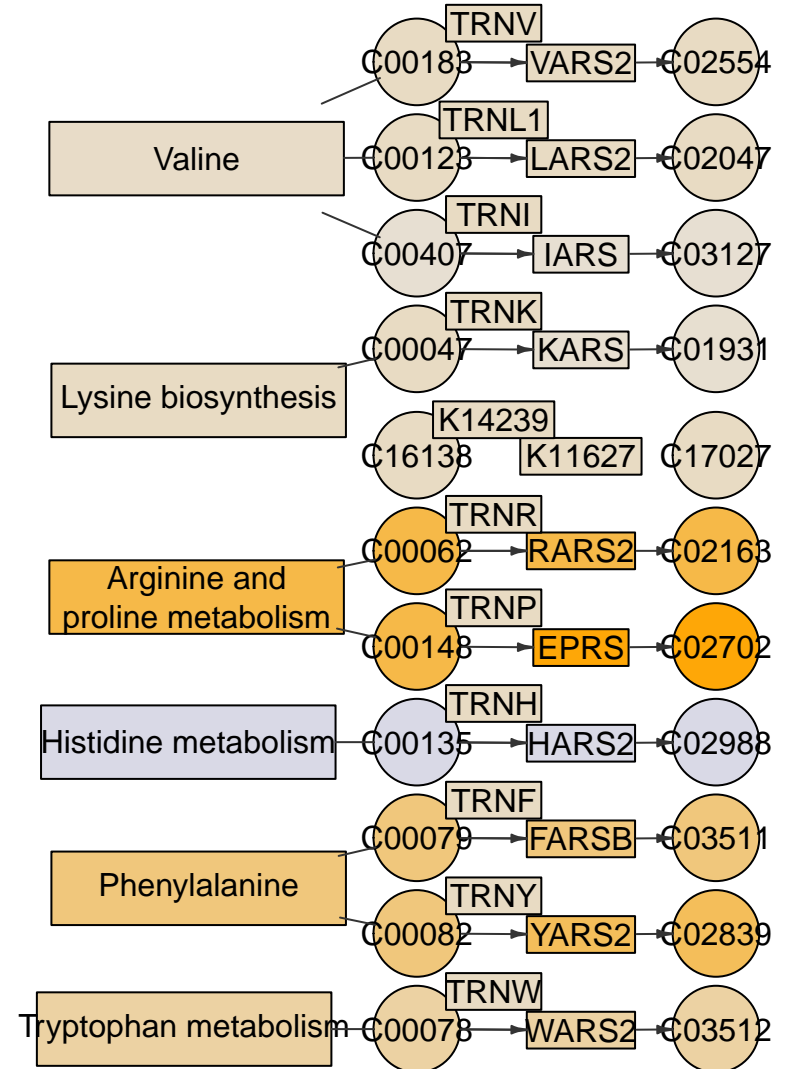 TRNV
C00183 VARS2 C02554
TRNL1
Valine C00123 LARS2 C02047
TRNI
C00407 IARS C03127
TRNK
C00047 KARS C01931
Lysine biosynthesis
K14239
C16138 K11627 C17027
TRNR
C00062 RARS2 C02163
Arginine and
proline metabolism
TRNP
C00148 EPRS C02702
TRNH
Histidine metabolism C00135 HARS2 C02988
TRNF
C00079 FARSB C03511
Phenylalanine
TRNY
C00082 YARS2 C02839
TRNW
Tryptophan metabolism C00078 WARS2 C03512